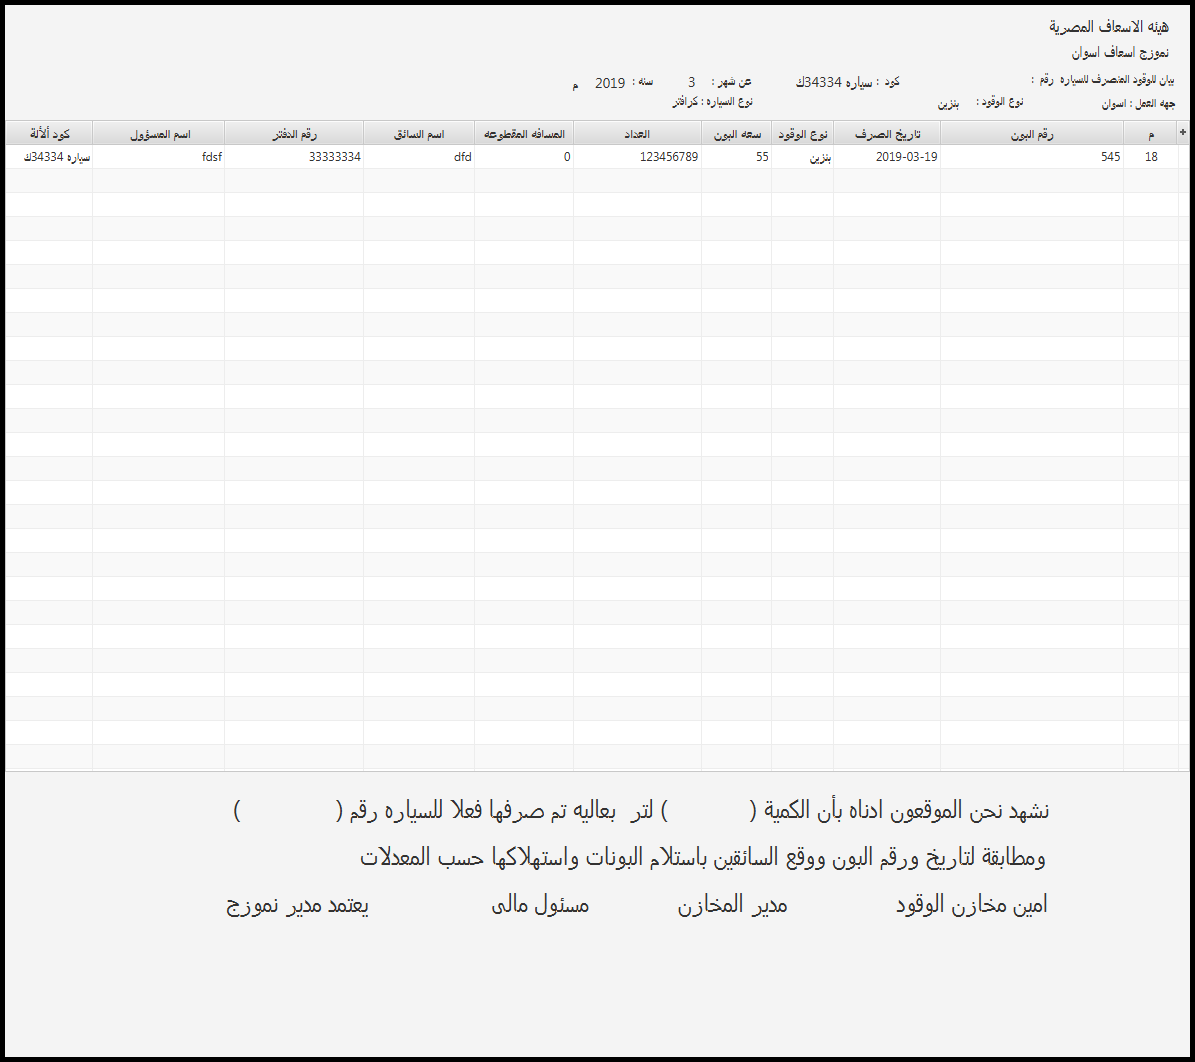 هيئه الاسعاف المصرية
نموزج اسعاف اسوان
بيان للوقود المتصرف للسياره رقم : كود : سياره 34334ك عن شهر : 3 سنه : 2019 م
جهه العمل : اسوان نوع الوقود : بنزين نوع السياره : كرافتر
+ م رقم البون تاريخ الصرف نوع الوقود سعه البون العداد المسافه المقطوعه اسم السائق رقم الدفتر اسم المسؤول كود ألألة
18 545 2019-03-19 بنزين 55 123456789 0 dfd 33333334 fdsf سياره 34334ك
نشهد نحن الموقعون ادناه بأن الكمية ( ) لتر بعاليه تم صرفها فعلا للسياره رقم ( )
ومطابقة لتاريخ ورقم البون ووقع السائقين باستلام البونات واستهلاكها حسب المعدلات
امين مخازن الوقود مدير المخازن مسئول مالى يعتمد مدير نموزج